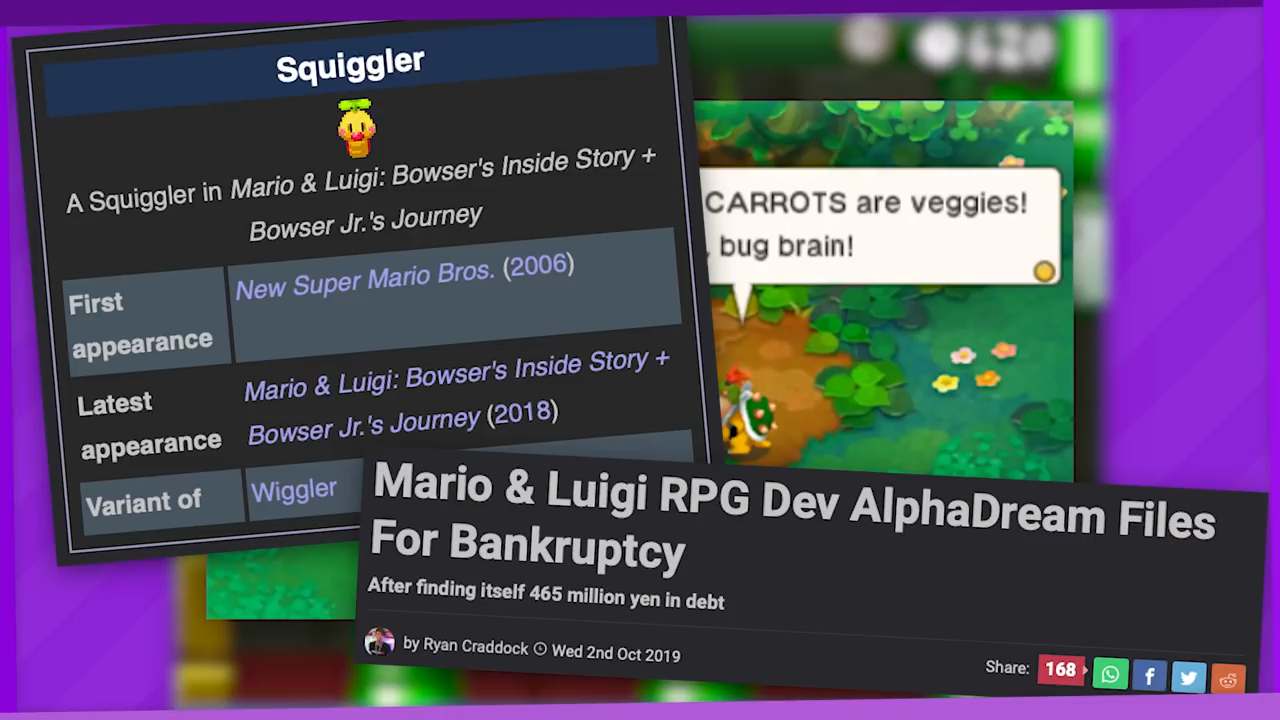 Squiggler
A Squiggler in Mario & Luigi: Bowser's Inside Story +
Bowser Jr.'s Journey
First
appearance
New Super Mario Bros. (2006)
Latest
appearance
Mario & Luigi: Bowser's Inside Story +
Bowser Jr.'s Journey (2018)
Variant of
Wiggler
CARROTS are veggies!
, bug brain!
Mario & Luigi RPG Dev AlphaDream Files
For Bankruptcy
After finding itself 465 million yen in debt
by Ryan Craddock Wed 2nd Oct 2019
Share: 168